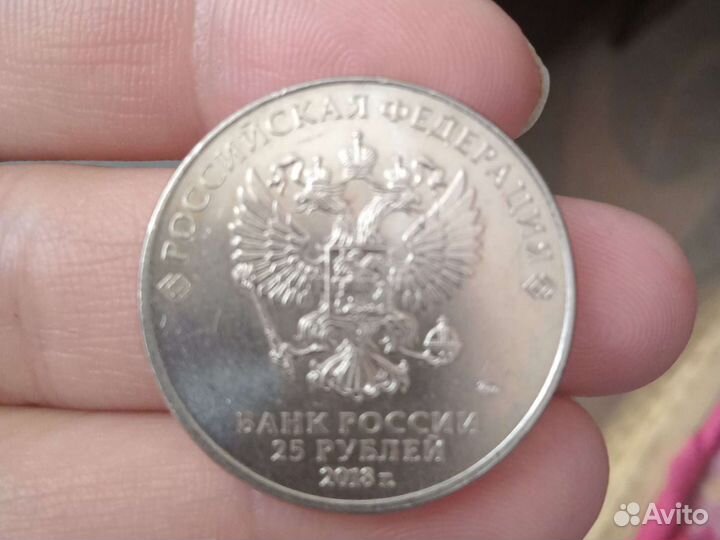 РОССИЙСКАЯ ФЕДЕРАЦИЯ
БАНК РОССИИ
25 РУБЛЕЙ
2018 г.
Avito